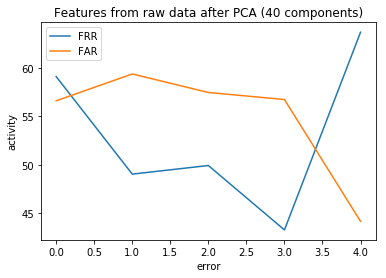 Features from raw data after PCA (40 components)
FRR
FAR
60
55
50
45
activity
0.0 0.5 1.0 1.5 2.0 2.5 3.0 3.5 4.0
error